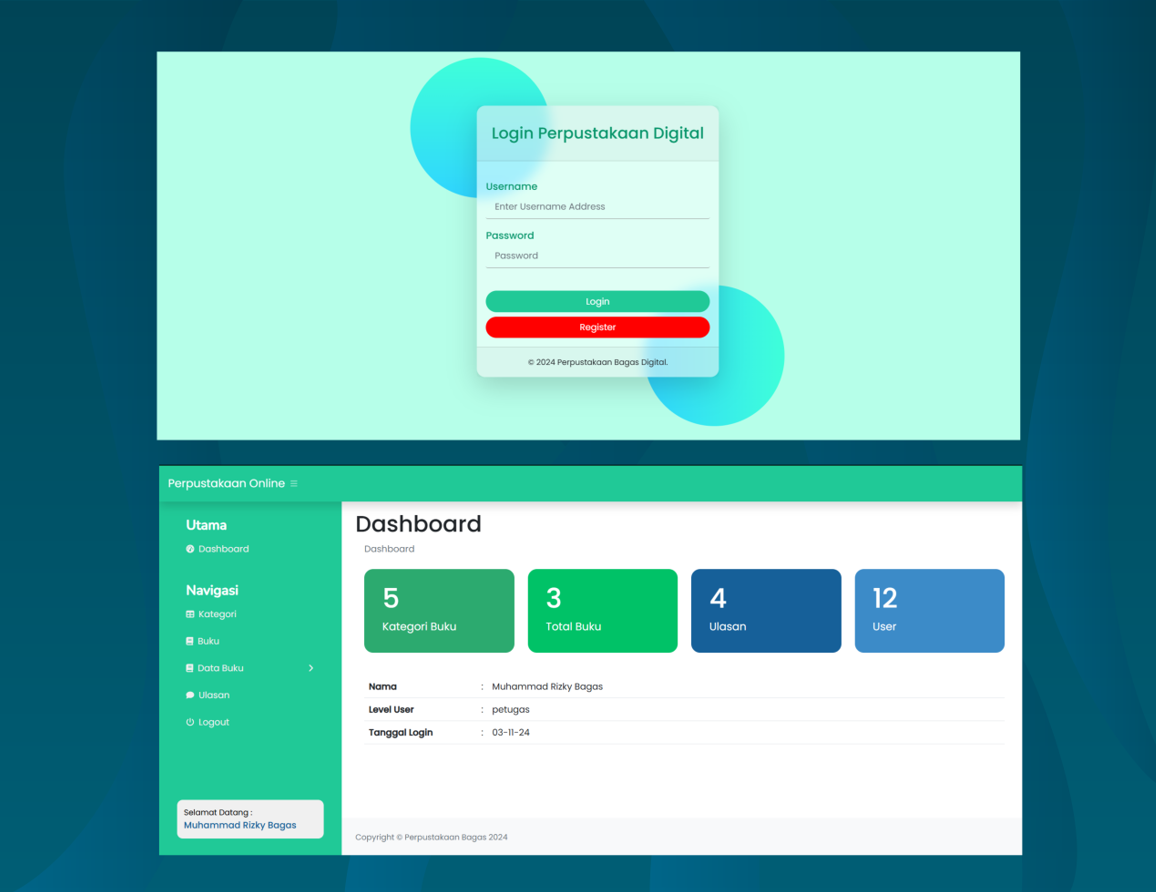 Login Perpustakaan Digital
Username
Enter Username Address
Password
Password
Login
Register
© 2024 Perpustakaan Bagas Digital.
Perpustakaan Online
Utama
Dashboard
Navigasi
Kategori
Buku
Data Buku
Ulasan
Logout
Selamat Datang :
Muhammad Rizky Bagas
Dashboard
Dashboard
5
Kategori Buku
3
Total Buku
4
Ulasan
12
User
Nama : Muhammad Rizky Bagas
Level User : petugas
Tanggal Login : 03-11-24
Copyright © Perpustakaan Bagas 2024